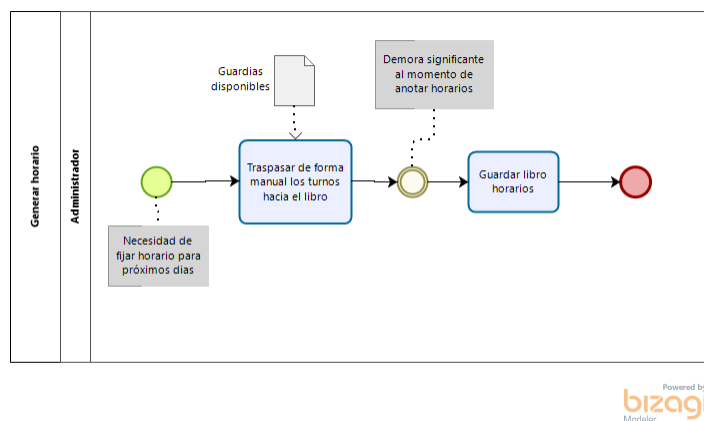 Generar horario
Administrador
Guardias
disponibles
Demora significante
al momento de
anotar horarios
Traspasar de forma
manual los turnos
hacia el libro
Guardar libro
horarios
Necesidad de
fijar horario para
próximos dias
Powered by
bizagi
Modeler